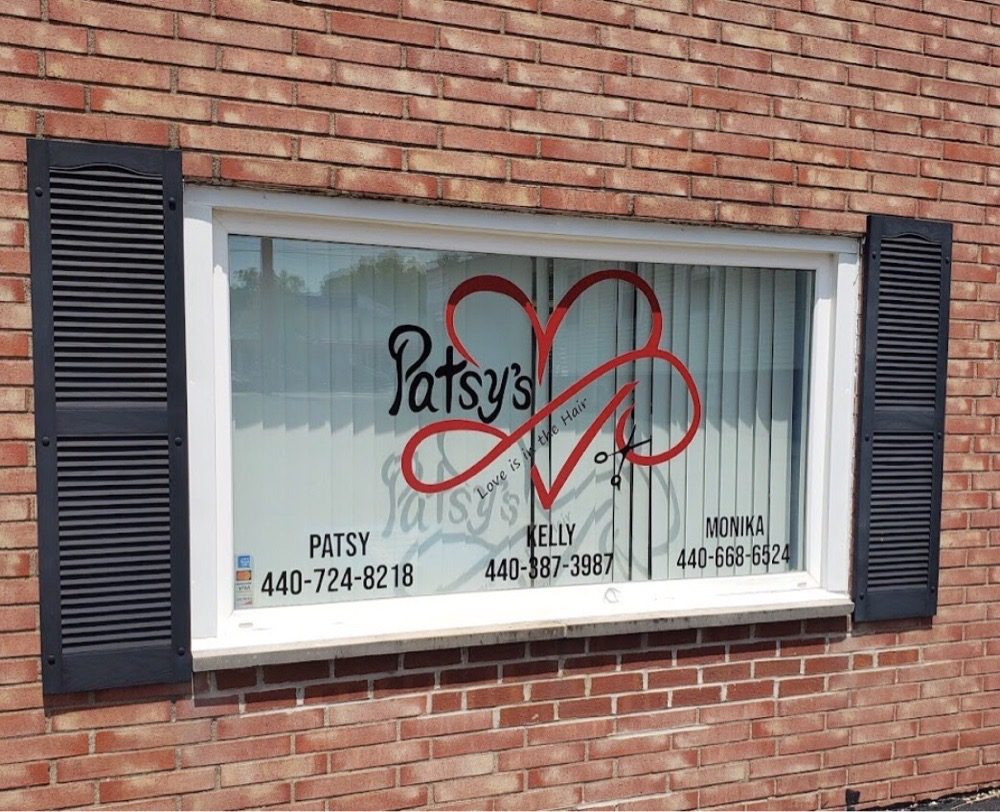 Patsy's
Love is in the Hair
PATSY
440-724-8218
KELLY
440-387-3987
MONIKA
440-668-6524